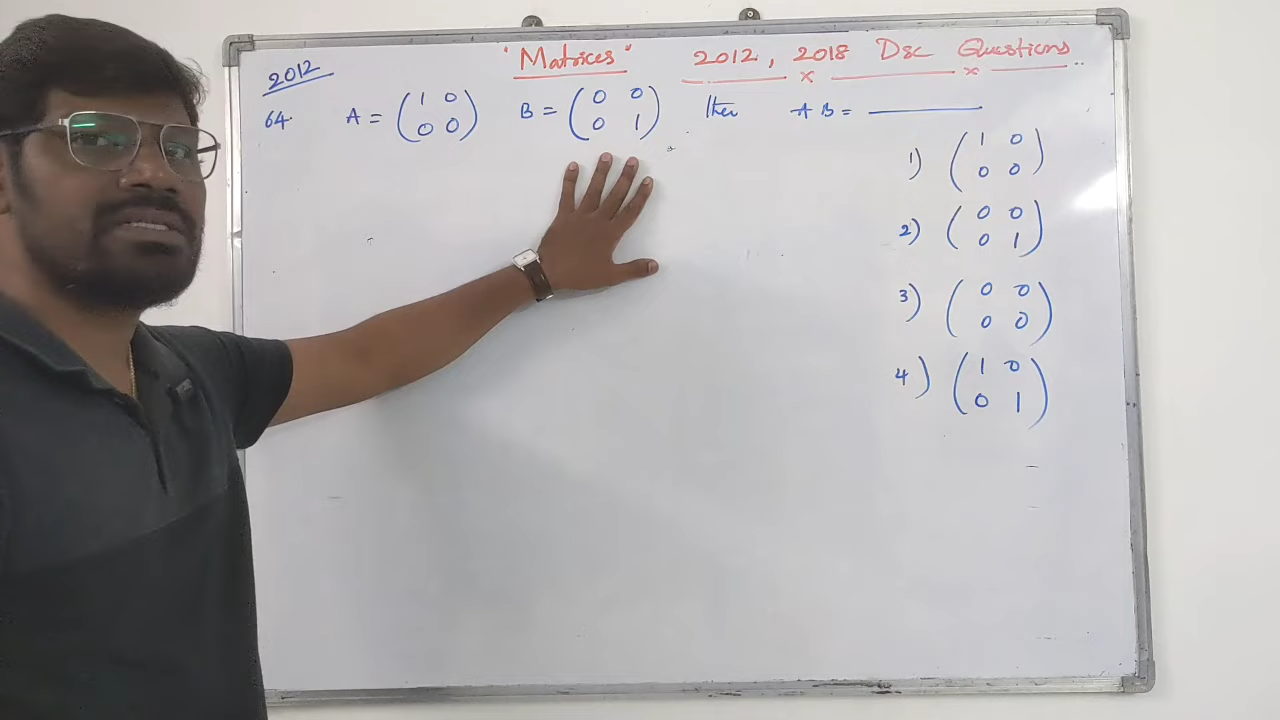 "Matrices" 2012, 2018 Dsc Questions
2012
64. A = ( 1 0 B = ( 0 0 then AB = ______
0 0 ) 0 1 )
1) ( 1 0
0 0 )
2) ( 0 0
0 1 )
3) ( 0 0
0 0 )
4) ( 1 0
0 1 )